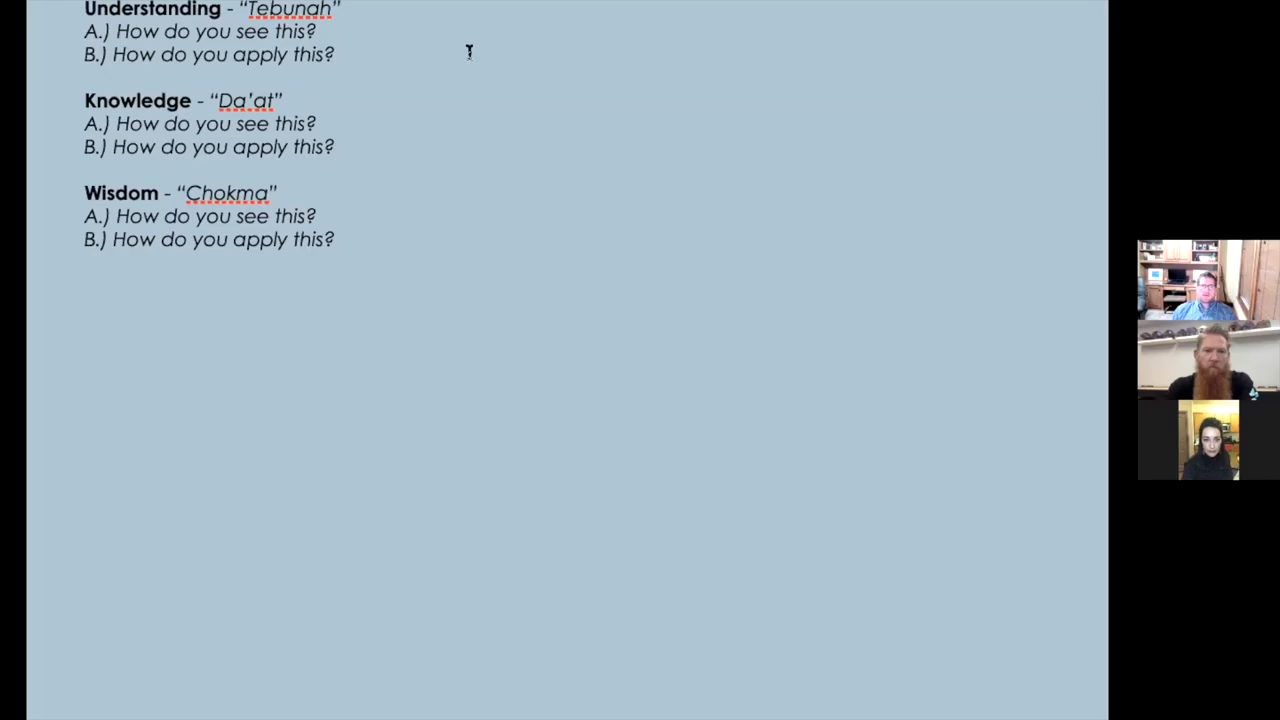 Understanding - “Tebunah”
A.) How do you see this?
B.) How do you apply this?
Knowledge - “Da’at”
A.) How do you see this?
B.) How do you apply this?
Wisdom - “Chokma”
A.) How do you see this?
B.) How do you apply this?